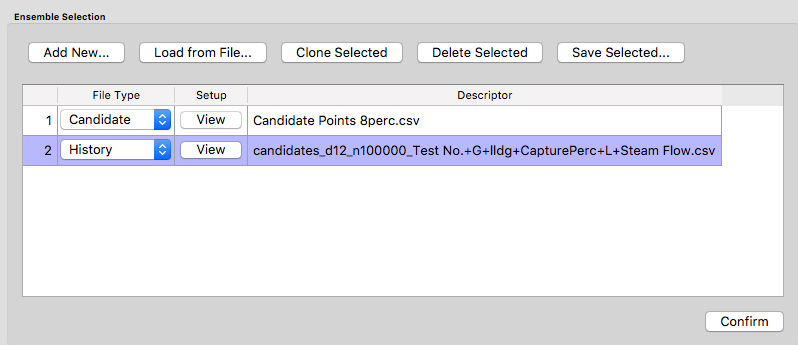 Ensemble Selection
Add New... Load from File... Clone Selected Delete Selected Save Selected...
File Type Setup Descriptor
1 Candidate View Candidate Points 8perc.csv
2 History View candidates_d12_n100000_Test No.+G+lldg+CapturePerc+L+Steam Flow.csv
Confirm